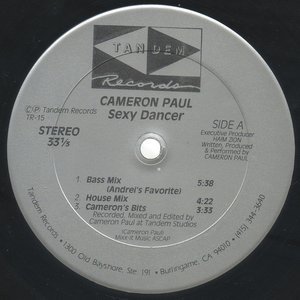 TANDEM
Records
CAMERON PAUL
Sexy Dancer
Ⓒ Ⓟ Tandem Records
TR-15
STEREO
33⅓
SIDE A
Executive Producer
HAIM ZION
Written, Produced
& Performed by
CAMERON PAUL
1 Bass Mix 5:38
(Andrei's Favorite)
2 House Mix 4:22
3 Cameron's Bits 3:33
Recorded, Mixed and Edited by
Cameron Paul at Tandem Studios
(Cameron Paul)
Mixx-It Music ASCAP
Tandem Records • 1300 Old Bayshore, Ste 191 • Burlingame, CA 94010 • (415) 344-3640